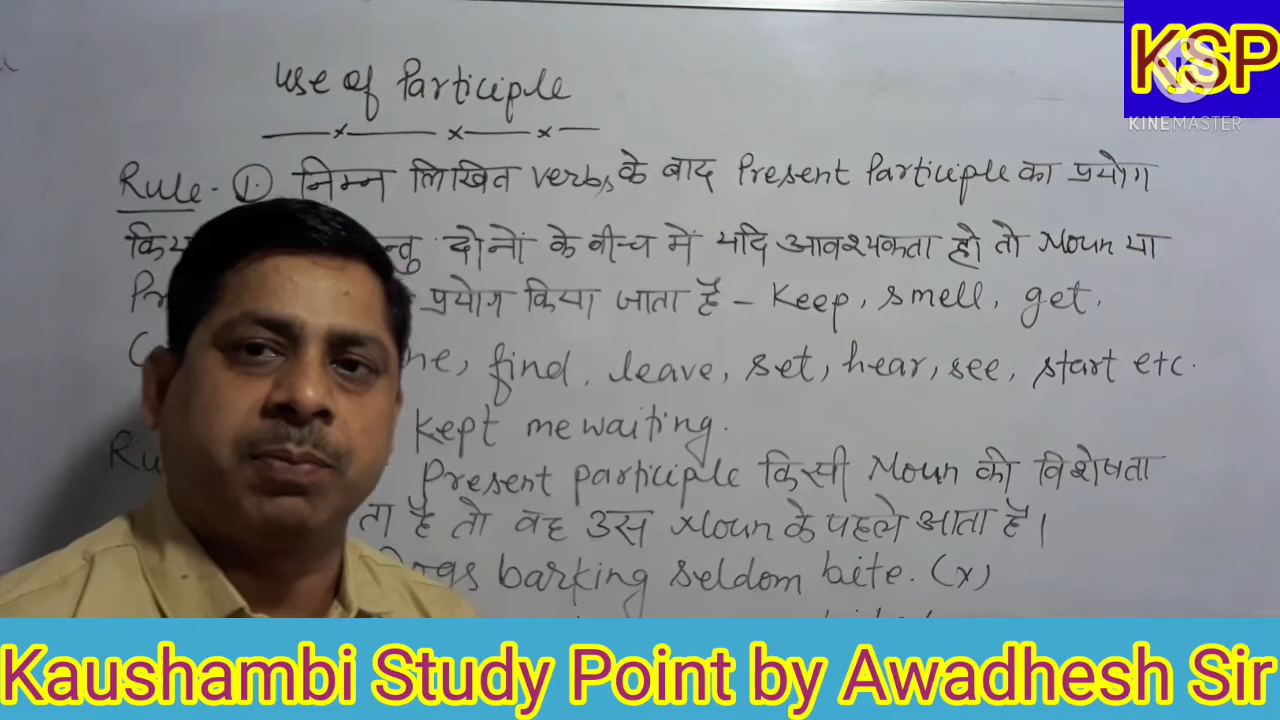 KSP
KINEMASTER
Use of Participle
Rule - ①. निम्न लिखित verbs के बाद Present Participle का प्रयोग
दोनों के बीच में यदि आवश्यकता हो तो Noun या
प्रयोग किया जाता है - Keep, smell, get,
find, leave, set, hear, see, start etc.
Kept me waiting.
Present participle किसी Noun की विशेषता
है तो वह उस Noun के पहले आता है।
Dogs barking seldom bite. (x)
Kaushambi Study Point by Awadhesh Sir